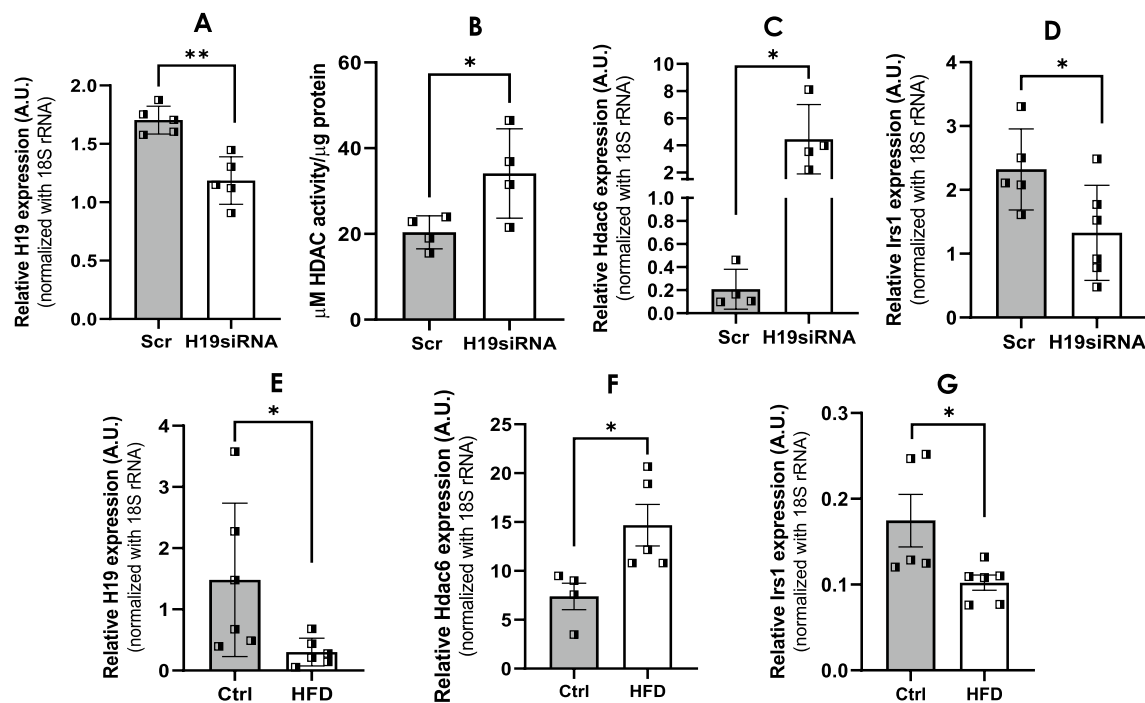 A
Relative H19 expression (A.U.)
(normalized with 18S rRNA)
**
2.0
1.5
1.0
0.5
0.0
Scr H19siRNA
B
µM HDAC activity/µg protein
*
60
40
20
0
Scr H19siRNA
C
Relative Hdac6 expression (A.U.)
(normalized with 18S rRNA)
*
10
8
6
4
2
1.0
0.8
0.6
0.4
0.2
0.0
Scr H19siRNA
D
Relative Irs1 expression (A.U.)
(normalized with 18S rRNA)
*
4
3
2
1
0
Scr H19siRNA
E
Relative H19 expression (A.U.)
(normalized with 18S rRNA)
*
4
3
2
1
0
Ctrl HFD
F
Relative Hdac6 expression (A.U.)
(normalized with 18S rRNA)
*
25
20
15
10
5
0
Ctrl HFD
G
Relative Irs1 expression (A.U.)
(normalized with 18S rRNA)
*
0.3
0.2
0.1
0.0
Ctrl HFD